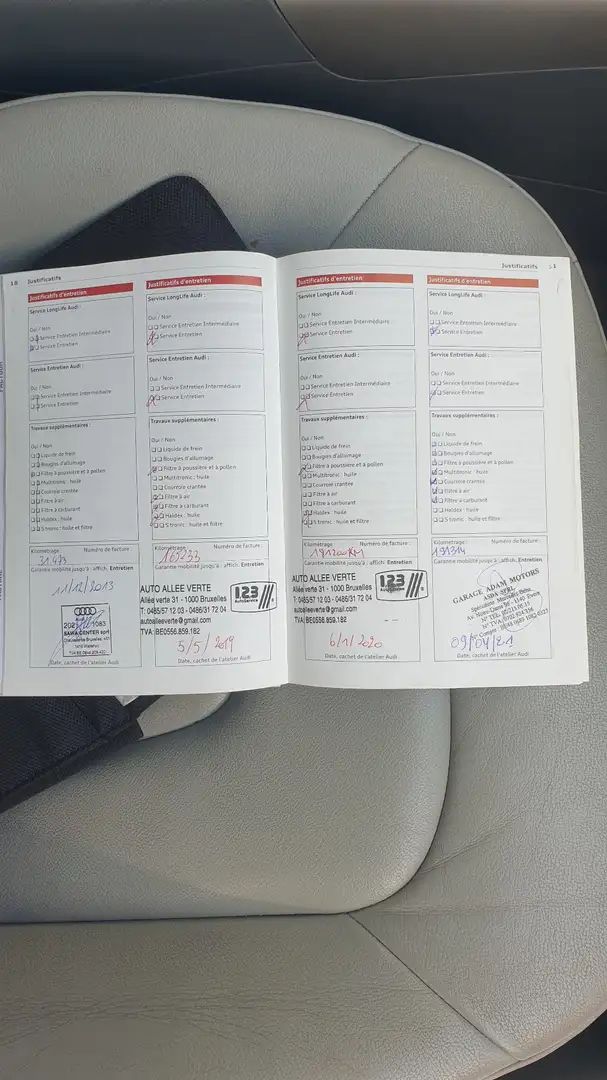 18 Justificatifs
Justificatifs d'entretien
Service LongLife Audi :
Oui / Non
Service Entretien Intermédiaire
Service Entretien
Service Entretien Audi :
Oui / Non
Service Entretien Intermédiaire
Service Entretien
Travaux supplémentaires :
Oui / Non
Liquide de frein
Bougies d'allumage
Filtre à poussière et à pollen
Multitronic : huile
Courroie crantée
Filtre à air
Filtre à carburant
Haldex : huile
S tronic : huile et filtre
Kilométrage Numéro de facture :
31473
Garantie mobilité jusqu'à : affich. Entretien
11/12/2013
Audi
SAWA CENTER sprl
Date, cachet de l'atelier Audi
Justificatifs d'entretien
Service LongLife Audi :
Oui / Non
Service Entretien Intermédiaire
Service Entretien
Service Entretien Audi :
Oui / Non
Service Entretien Intermédiaire
Service Entretien
Travaux supplémentaires :
Oui / Non
Liquide de frein
Bougies d'allumage
Filtre à poussière et à pollen
Multitronic : huile
Courroie crantée
Filtre à air
Filtre à carburant
Haldex : huile
S tronic : huile et filtre
Kilométrage Numéro de facture :
165233
Garantie mobilité jusqu'à : affich. Entretien
AUTO ALLEE VERTE
Allée verte 31 - 1000 Bruxelles
T: 0485/57 12 03 - 0486/31 72 04
autoalleeverte@gmail.com
TVA: BE0556.859.182
123
autoservice
5/5/2019
Date, cachet de l'atelier Audi
Justificatifs
Justificatifs d'entretien
Service LongLife Audi :
Oui / Non
Service Entretien Intermédiaire
Service Entretien
Service Entretien Audi :
Oui / Non
Service Entretien Intermédiaire
Service Entretien
Travaux supplémentaires :
Oui / Non
Liquide de frein
Bougies d'allumage
Filtre à poussière et à pollen
Multitronic : huile
Courroie crantée
Filtre à air
Filtre à carburant
Haldex : huile
S tronic : huile et filtre
Kilométrage Numéro de facture :
Garantie mobilité jusqu'à : affich. Entretien
AUTO ALLEE VERTE
Allée verte 31 - 1000 Bruxelles
T: 0485/57 12 03 - 0486/31 72 04
autoalleeverte@gmail.com
TVA: BE0556.859.182
123
autoservice
6/1/2020
Date, cachet de l'atelier Audi
Justificatifs d'entretien
Service LongLife Audi :
Oui / Non
Service Entretien Intermédiaire
Service Entretien
Service Entretien Audi :
Oui / Non
Service Entretien Intermédiaire
Service Entretien
Travaux supplémentaires :
Oui / Non
Liquide de frein
Bougies d'allumage
Filtre à poussière et à pollen
Multitronic : huile
Courroie crantée
Filtre à air
Filtre à carburant
Haldex : huile
S tronic : huile et filtre
Kilométrage Numéro de facture :
191314
Garantie mobilité jusqu'à : affich. Entretien
GARACE ADAM MOTORS
ASDA SPRL
09/04/21
Date, cachet de l'atelier Audi